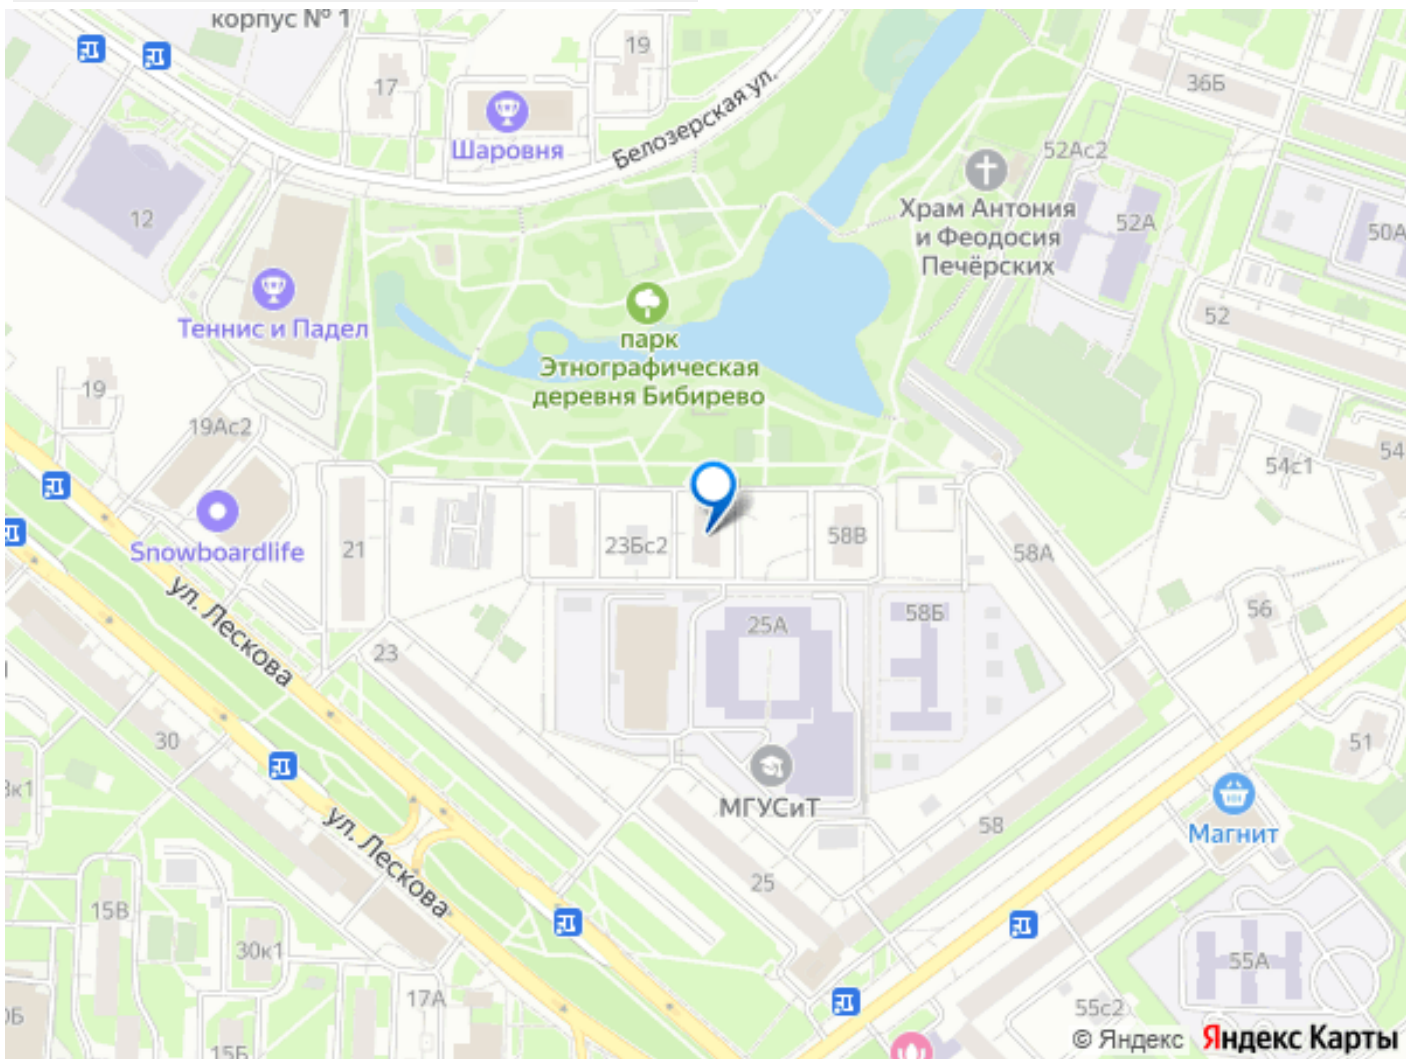 корпус № 1
19
17
36Б
Шаровня
Белозерская ул.
52Ас2
Храм Антония
и Феодосия
Печёрских
12
52А
50А
Теннис и Падел
52
парк
Этнографическая
деревня Бибирево
19
19Ас2
54
54с1
Snowboardlife
21
23Бс2
58В
58А
ул. Лескова
25А
58Б
56
23
30
51
МГУСиТ
Магнит
58
ул. Лескова
25
15В
30к1
55А
17А
55с2
15Б
© Яндекс Яндекс Карты